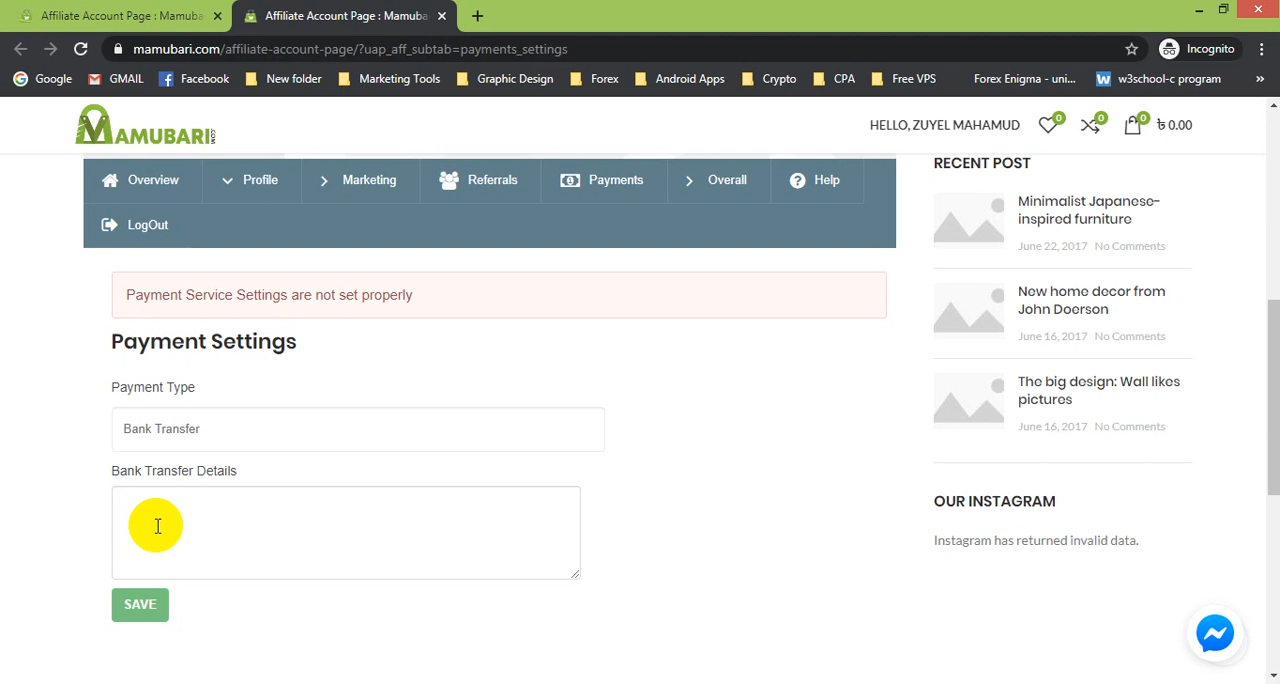 Affiliate Account Page : Mamuba
Affiliate Account Page : Mamuba
mamubari.com/affiliate-account-page/?uap_aff_subtab=payments_settings
Incognito
Google
GMAIL
Facebook
New folder
Marketing Tools
Graphic Design
Forex
Android Apps
Crypto
CPA
Free VPS
Forex Enigma - uni...
w3school-c program
»
MAMUBARI.COM
HELLO, ZUYEL MAHAMUD
0
0
0
৳ 0.00
Overview
Profile
Marketing
Referrals
Payments
Overall
Help
LogOut
Payment Service Settings are not set properly
Payment Settings
Payment Type
Bank Transfer
Bank Transfer Details
SAVE
RECENT POST
Minimalist Japanese-
inspired furniture
June 22, 2017 No Comments
New home decor from
John Doerson
June 16, 2017 No Comments
The big design: Wall likes
pictures
June 16, 2017 No Comments
OUR INSTAGRAM
Instagram has returned invalid data.